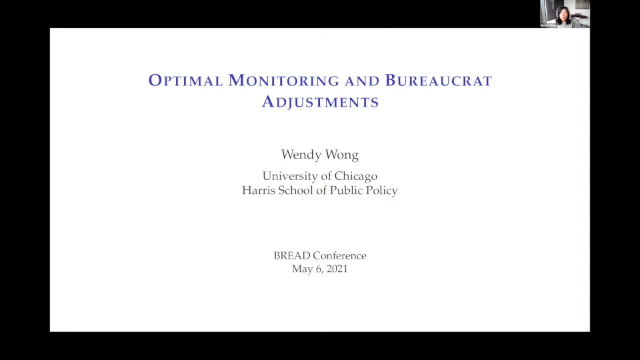 OPTIMAL MONITORING AND BUREAUCRAT
ADJUSTMENTS
Wendy Wong
University of Chicago
Harris School of Public Policy
BREAD Conference
May 6, 2021